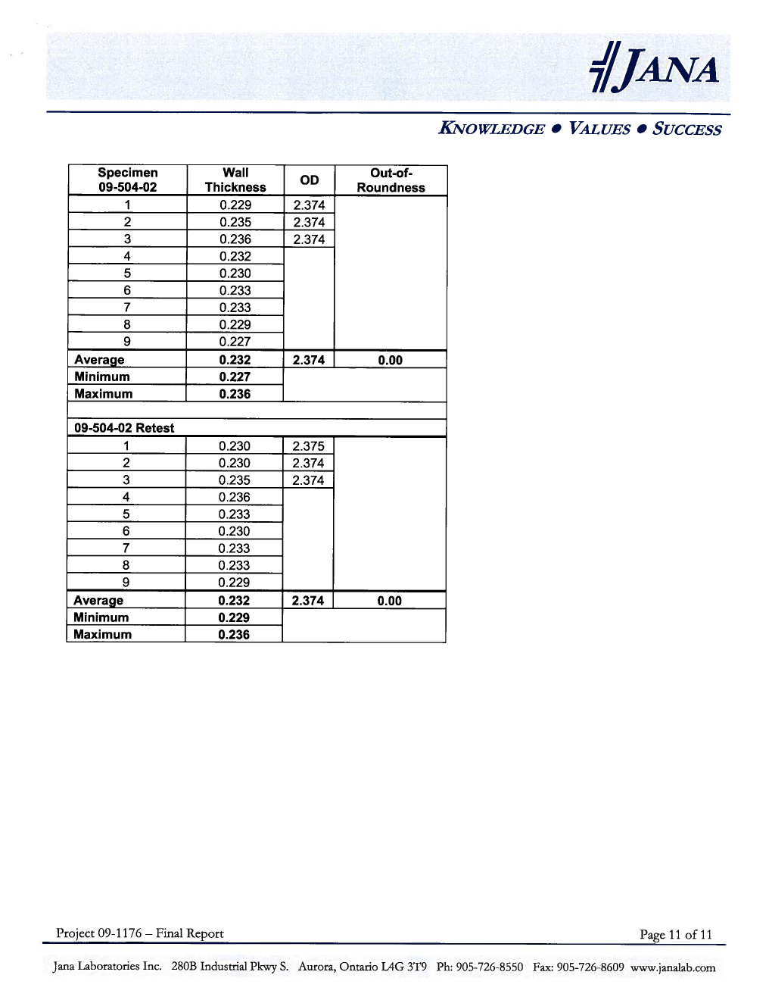 JANA
KNOWLEDGE ● VALUES ● SUCCESS
Specimen 09-504-02 Wall Thickness OD Out-of-Roundness
1 0.229 2.374
2 0.235 2.374
3 0.236 2.374
4 0.232
5 0.230
6 0.233
7 0.233
8 0.229
9 0.227
Average 0.232 2.374 0.00
Minimum 0.227
Maximum 0.236
09-504-02 Retest
1 0.230 2.375
2 0.230 2.374
3 0.235 2.374
4 0.236
5 0.233
6 0.230
7 0.233
8 0.233
9 0.229
Average 0.232 2.374 0.00
Minimum 0.229
Maximum 0.236
Project 09-1176 – Final Report Page 11 of 11
Jana Laboratories Inc. 280B Industrial Pkwy S. Aurora, Ontario L4G 3T9 Ph: 905-726-8550 Fax: 905-726-8609 www.janalab.com